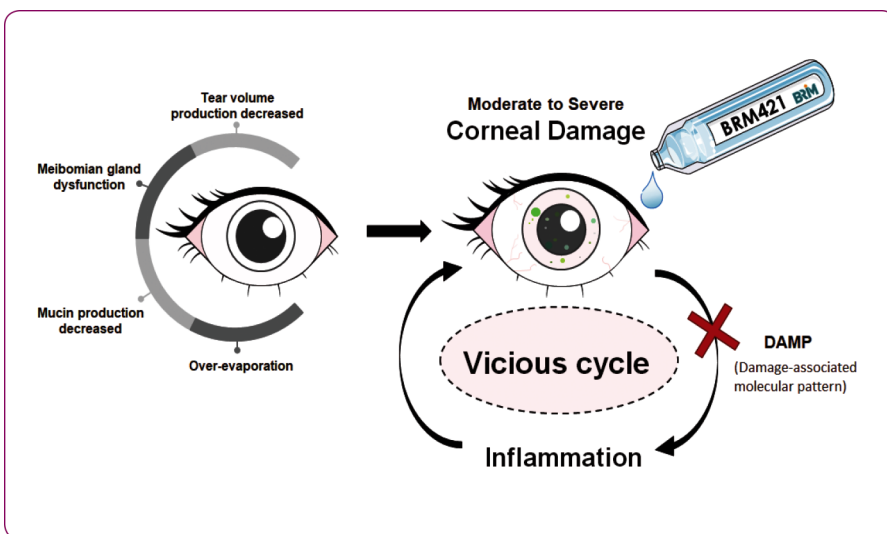 Tear volume
production decreased
Meibomian gland
dysfunction
Mucin production
decreased
Over-evaporation
Moderate to Severe
Corneal Damage
BRM421 BRIM
Vicious cycle
DAMP
(Damage-associated
molecular pattern)
Inflammation